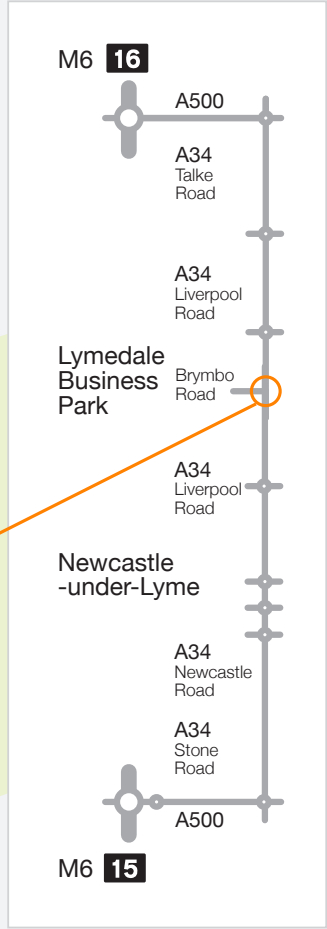 M6 16
A500
A34
Talke
Road
A34
Liverpool
Road
Lymedale
Business
Park
Brymbo
Road
A34
Liverpool
Road
Newcastle
-under-Lyme
A34
Newcastle
Road
A34
Stone
Road
A500
M6 15